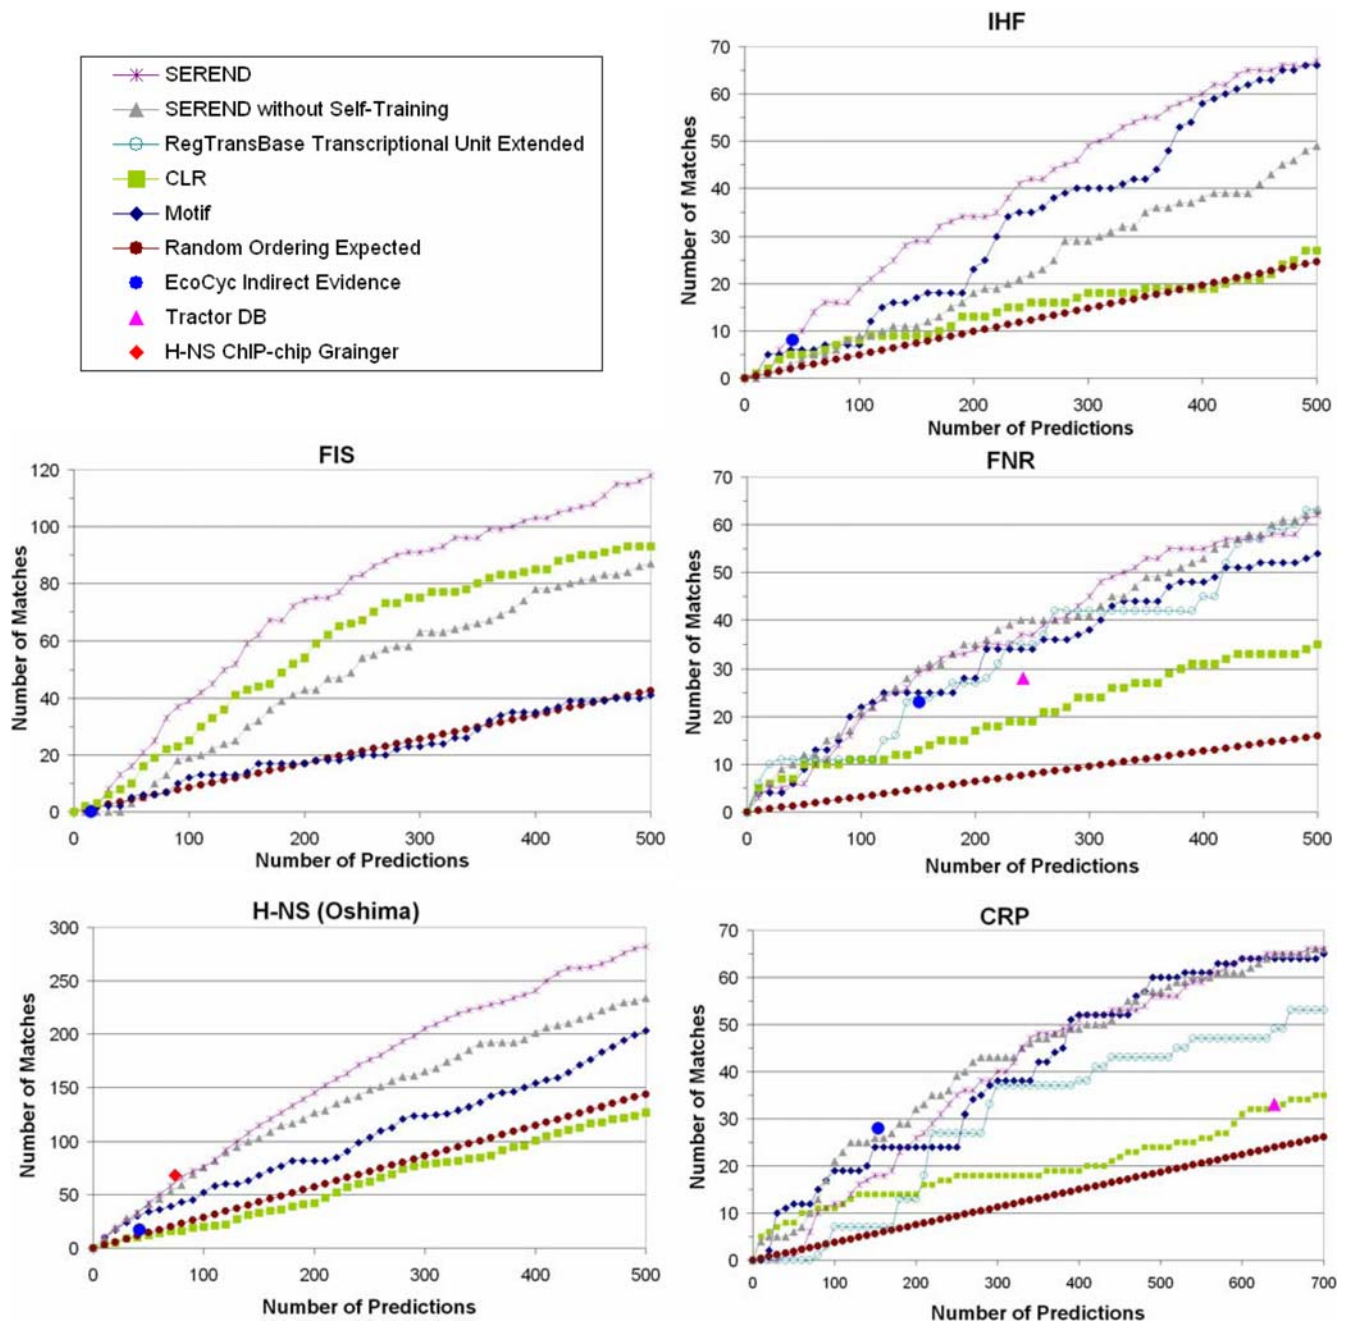 SEREND
SEREND without Self-Training
RegTransBase Transcriptional Unit Extended
CLR
Motif
Random Ordering Expected
EcoCyc Indirect Evidence
Tractor DB
H-NS ChIP-chip Grainger
IHF
Number of Matches
70
60
50
40
30
20
10
0
0 100 200 300 400 500
Number of Predictions
FIS
Number of Matches
120
100
80
60
40
20
0
0 100 200 300 400 500
Number of Predictions
FNR
Number of Matches
70
60
50
40
30
20
10
0
0 100 200 300 400 500
Number of Predictions
H-NS (Oshima)
Number of Matches
300
250
200
150
100
50
0
0 100 200 300 400 500
Number of Predictions
CRP
Number of Matches
70
60
50
40
30
20
10
0
0 100 200 300 400 500 600 700
Number of Predictions